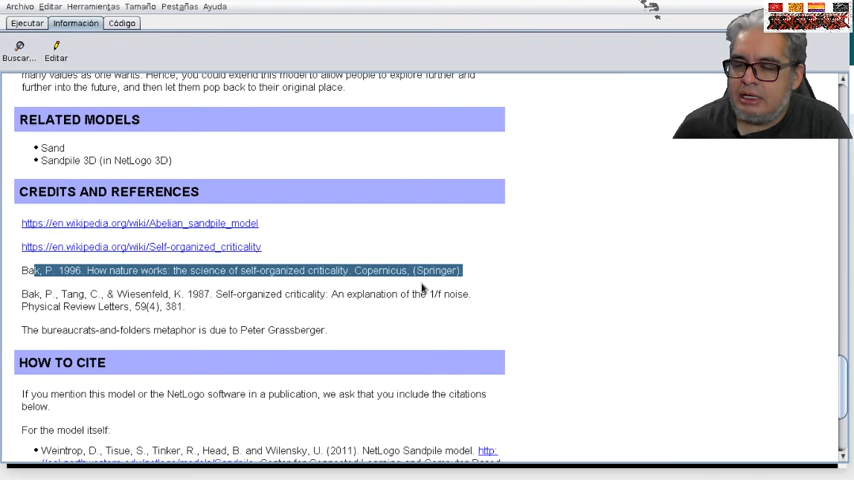 Archivo Editar Herramientas Tamaño Pestañas Ayuda
Ejecutar Información Código
Buscar... Editar
many values as one wants. Hence, you could extend this model to allow people to explore further and
further into the future, and then let them pop back to their original place.
RELATED MODELS
• Sand
• Sandpile 3D (in NetLogo 3D)
CREDITS AND REFERENCES
https://en.wikipedia.org/wiki/Abelian_sandpile_model
https://en.wikipedia.org/wiki/Self-organized_criticality
Bak, P. 1996. How nature works: the science of self-organized criticality. Copernicus, (Springer).
Bak, P., Tang, C., & Wiesenfeld, K. 1987. Self-organized criticality: An explanation of the 1/f noise.
Physical Review Letters, 59(4), 381.
The bureaucrats-and-folders metaphor is due to Peter Grassberger.
HOW TO CITE
If you mention this model or the NetLogo software in a publication, we ask that you include the citations
below.
For the model itself:
• Weintrop, D., Tisue, S., Tinker, R., Head, B. and Wilensky, U. (2011). NetLogo Sandpile model. http: